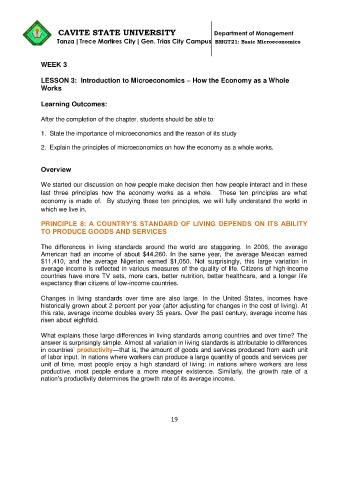 CAVITE STATE UNIVERSITY Department of Management
Tanza | Trece Martires City | Gen. Trias City Campus BMGT21: Basic Microeconomics
WEEK 3
LESSON 3: Introduction to Microeconomics – How the Economy as a Whole
Works
Learning Outcomes:
After the completion of the chapter, students should be able to:
1. State the importance of microeconomics and the reason of its study
2. Explain the principles of microeconomics on how the economy as a whole works.
Overview
We started our discussion on how people make decision then how people interact and in these
last three principles how the economy works as a whole. These ten principles are what
economy is made of. By studying these ten principles, we will fully understand the world in
which we live in.
PRINCIPLE 8: A COUNTRY'S STANDARD OF LIVING DEPENDS ON ITS ABILITY
TO PRODUCE GOODS AND SERVICES
The differences in living standards around the world are staggering. In 2006, the average
American had an income of about $44,260. In the same year, the average Mexican earned
$11,410, and the average Nigerian earned $1,050. Not surprisingly, this large variation in
average income is reflected in various measures of the quality of life. Citizens of high-income
countries have more TV sets, more cars, better nutrition, better healthcare, and a longer life
expectancy than citizens of low-income countries.
Changes in living standards over time are also large. In the United States, incomes have
historically grown about 2 percent per year (after adjusting for changes in the cost of living). At
this rate, average income doubles every 35 years. Over the past century, average income has
risen about eightfold.
What explains these large differences in living standards among countries and over time? The
answer is surprisingly simple. Almost all variation in living standards is attributable to differences
in countries' productivity—that is, the amount of goods and services produced from each unit
of labor input. In nations where workers can produce a large quantity of goods and services per
unit of time, most people enjoy a high standard of living; in nations where workers are less
productive, most people endure a more meager existence. Similarly, the growth rate of a
nation's productivity determines the growth rate of its average income.
19